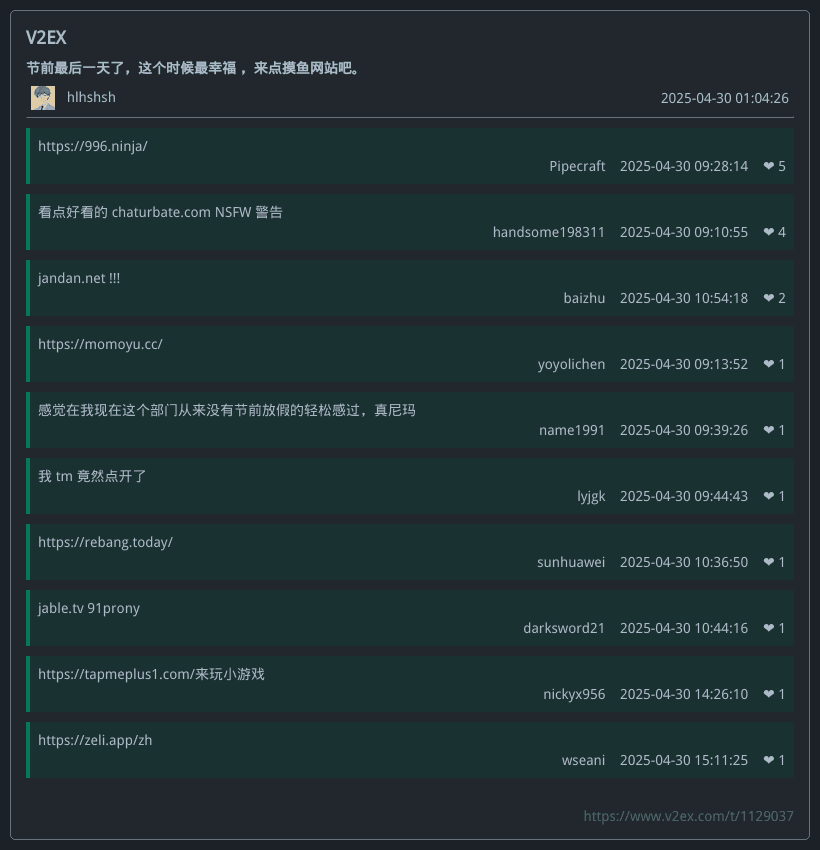 V2EX
节前最后一天了，这个时候最幸福 ，来点摸鱼网站吧。
hlhshsh 2025-04-30 01:04:26
https://996.ninja/
Pipecraft 2025-04-30 09:28:14 ❤ 5
看点好看的 chaturbate.com NSFW 警告
handsome198311 2025-04-30 09:10:55 ❤ 4
jandan.net !!!
baizhu 2025-04-30 10:54:18 ❤ 2
https://momoyu.cc/
yoyolichen 2025-04-30 09:13:52 ❤ 1
感觉在我现在这个部门从来没有节前放假的轻松感过，真尼玛
name1991 2025-04-30 09:39:26 ❤ 1
我 tm 竟然点开了
lyjgk 2025-04-30 09:44:43 ❤ 1
https://rebang.today/
sunhuawei 2025-04-30 10:36:50 ❤ 1
jable.tv 91prony
darksword21 2025-04-30 10:44:16 ❤ 1
https://tapmeplus1.com/来玩小游戏
nickyx956 2025-04-30 14:26:10 ❤ 1
https://zeli.app/zh
wseani 2025-04-30 15:11:25 ❤ 1
https://www.v2ex.com/t/1129037